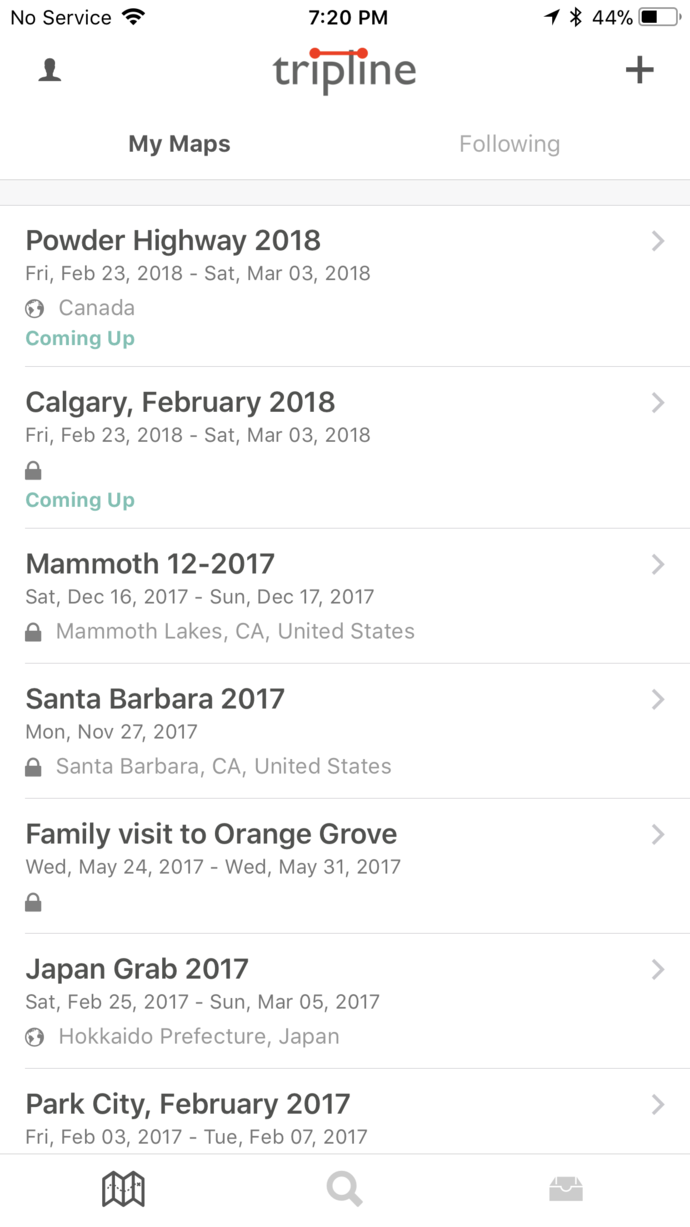 No Service 7:20 PM 44%
tripline
My Maps Following
Powder Highway 2018
Fri, Feb 23, 2018 - Sat, Mar 03, 2018
Canada
Coming Up
Calgary, February 2018
Fri, Feb 23, 2018 - Sat, Mar 03, 2018
Coming Up
Mammoth 12-2017
Sat, Dec 16, 2017 - Sun, Dec 17, 2017
Mammoth Lakes, CA, United States
Santa Barbara 2017
Mon, Nov 27, 2017
Santa Barbara, CA, United States
Family visit to Orange Grove
Wed, May 24, 2017 - Wed, May 31, 2017
Japan Grab 2017
Sat, Feb 25, 2017 - Sun, Mar 05, 2017
Hokkaido Prefecture, Japan
Park City, February 2017
Fri, Feb 03, 2017 - Tue, Feb 07, 2017